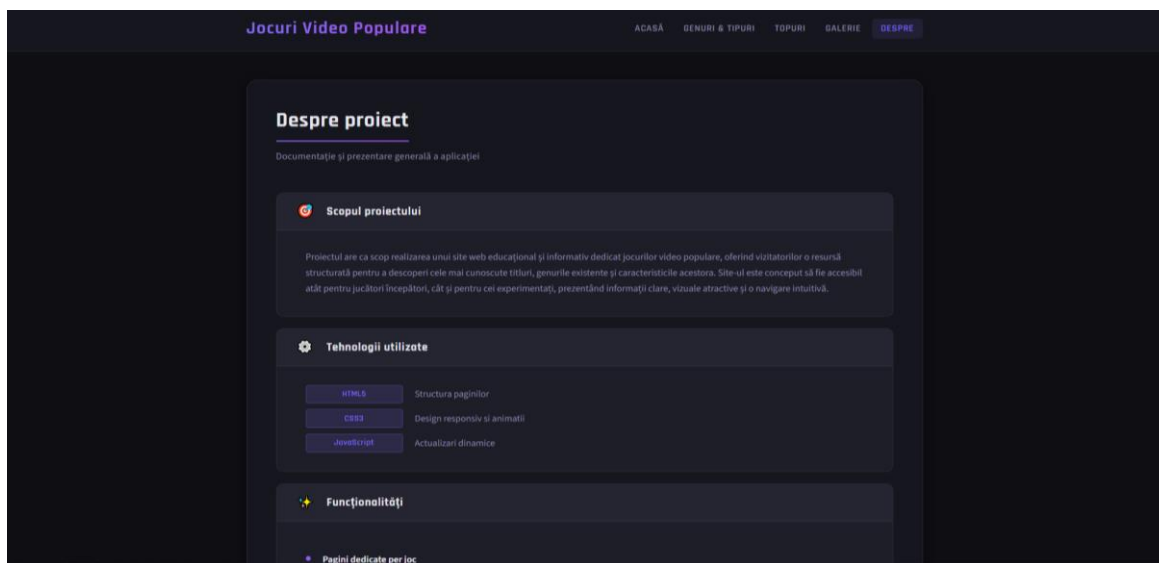 Jocuri Video Populare
ACASĂ GENURI & TIPURI TOPURI GALERIE DESPRE
Despre proiect
Documentație și prezentare generală a aplicației
Scopul proiectului
Proiectul are ca scop realizarea unui site web educațional și informativ dedicat jocurilor video populare, oferind vizitatorilor o resursă
structurată pentru a descoperi cele mai cunoscute titluri, genurile existente și caracteristicile acestora. Site-ul este conceput să fie accesibil
atât pentru jucători începători, cât și pentru cei experimentați, prezentând informații clare, vizuale atractive și o navigare intuitivă.
Tehnologii utilizate
HTML5 Structura paginilor
CSS3 Design responsiv si animatii
JavaScript Actualizari dinamice
Funcționalități
Pagini dedicate per joc